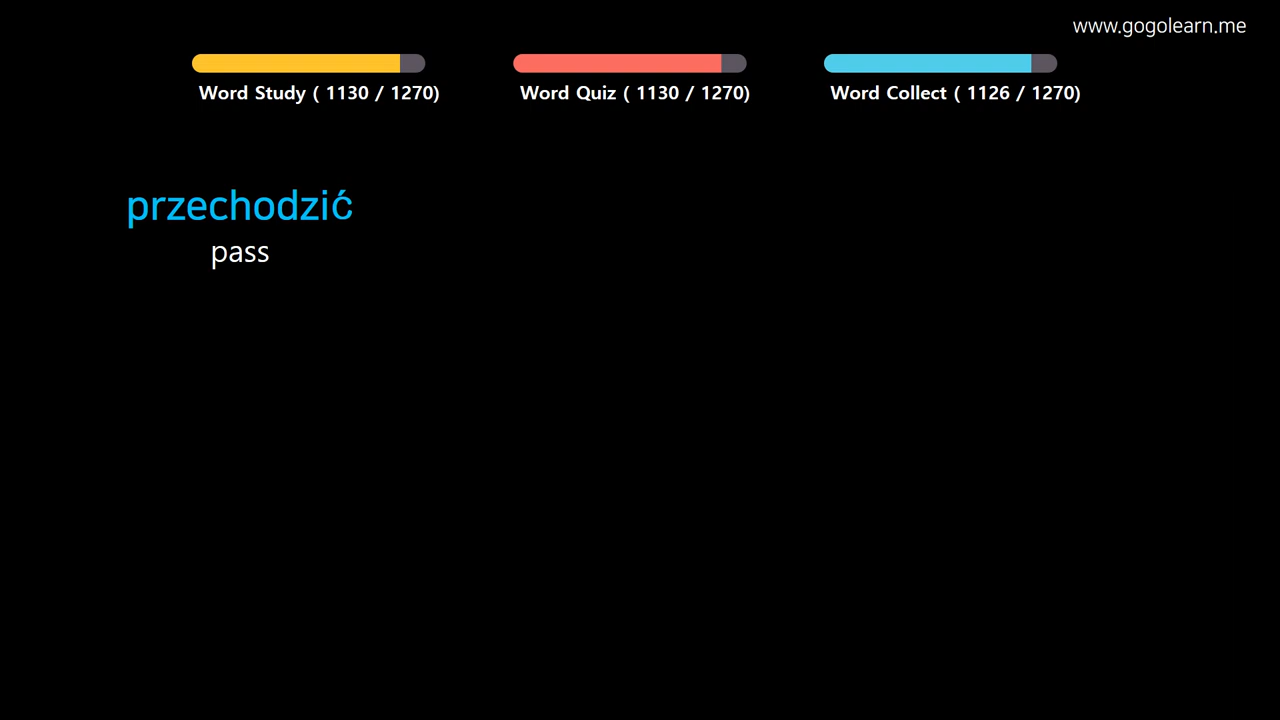 www.gogolearn.me
Word Study ( 1130 / 1270)
Word Quiz ( 1130 / 1270)
Word Collect ( 1126 / 1270)
przechodzić
pass